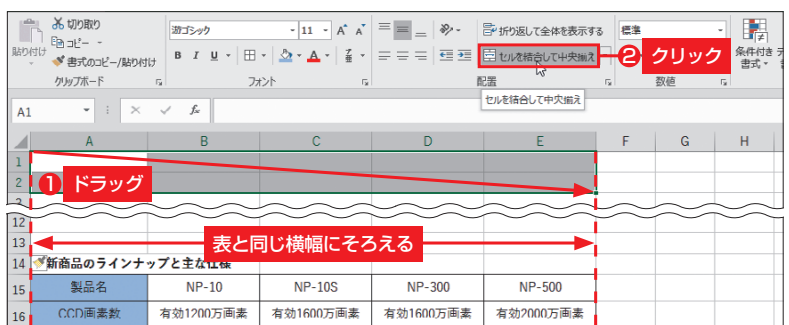 切り取り
コピー
貼り付け
書式のコピー/貼り付け
クリップボード
游ゴシック
11
A A
B I U
A
フォント
折り返して全体を表示する
セルを結合して中央揃え
配置
標準
数値
条件付き
書式
❷ クリック
セルを結合して中央揃え
A1
fx
A B C D E F G H
1
2
❶ ドラッグ
12
13
表と同じ横幅にそろえる
14 新商品のラインナップと主な仕様
15 製品名 NP-10 NP-10S NP-300 NP-500
16 CCD画素数 有効1200万画素 有効1600万画素 有効1600万画素 有効2000万画素